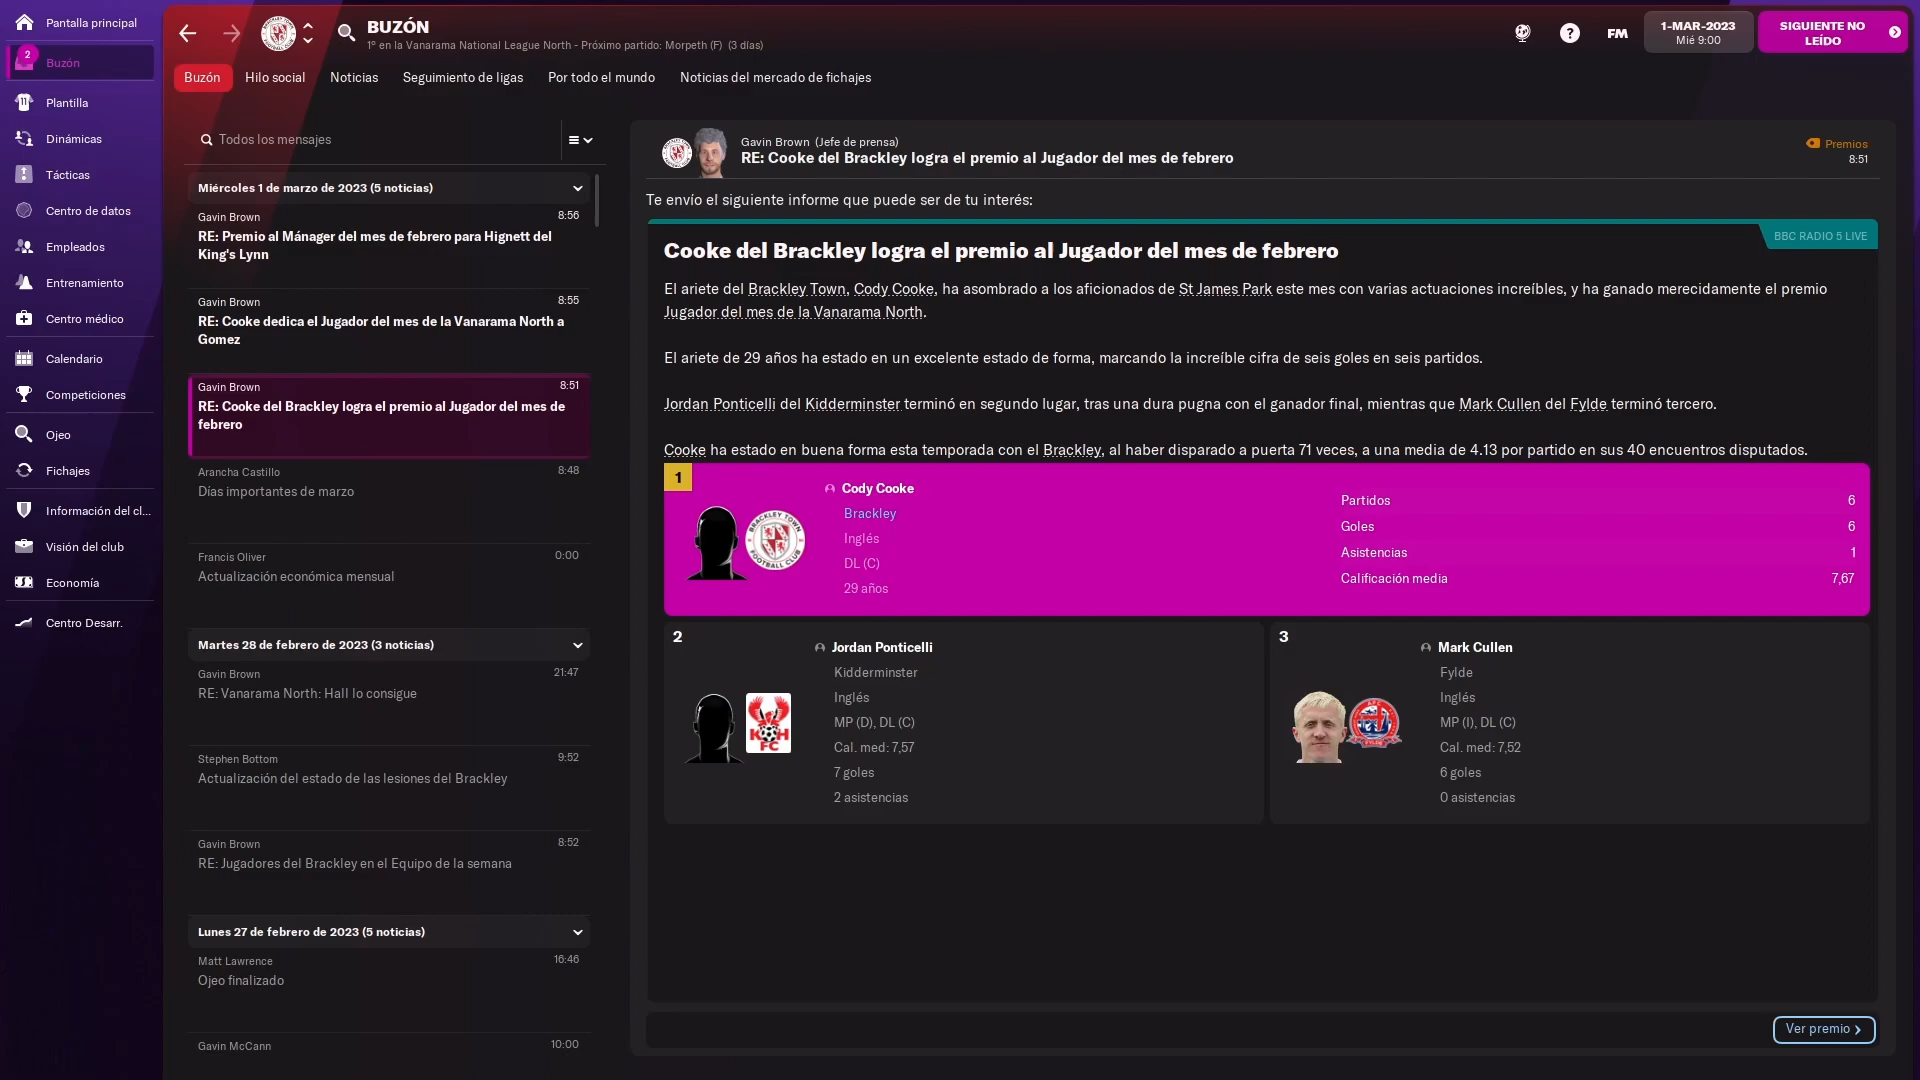 Pantalla principal
2
Buzón
Plantilla
Dinámicas
Tácticas
Centro de datos
Empleados
Entrenamiento
Centro médico
Calendario
Competiciones
Ojeo
Fichajes
Información del cl...
Visión del club
Economía
Centro Desarr.
BUZÓN
1º en la Vanarama National League North - Próximo partido: Morpeth (F) (3 días)
FM
1-MAR-2023
Mié 9:00
SIGUIENTE NO
LEÍDO
Buzón
Hilo social
Noticias
Seguimiento de ligas
Por todo el mundo
Noticias del mercado de fichajes
Todos los mensajes
Miércoles 1 de marzo de 2023 (5 noticias)
Gavin Brown 8:56
RE: Premio al Mánager del mes de febrero para Hignett del
King's Lynn
Gavin Brown 8:55
RE: Cooke dedica el Jugador del mes de la Vanarama North a
Gomez
Gavin Brown 8:51
RE: Cooke del Brackley logra el premio al Jugador del mes de
febrero
Arancha Castillo 8:48
Días importantes de marzo
Francis Oliver 0:00
Actualización económica mensual
Martes 28 de febrero de 2023 (3 noticias)
Gavin Brown 21:47
RE: Vanarama North: Hall lo consigue
Stephen Bottom 9:52
Actualización del estado de las lesiones del Brackley
Gavin Brown 8:52
RE: Jugadores del Brackley en el Equipo de la semana
Lunes 27 de febrero de 2023 (5 noticias)
Matt Lawrence 16:46
Ojeo finalizado
Gavin McCann 10:00
Gavin Brown (Jefe de prensa)
RE: Cooke del Brackley logra el premio al Jugador del mes de febrero
Premios
8:51
Te envío el siguiente informe que puede ser de tu interés:
BBC RADIO 5 LIVE
Cooke del Brackley logra el premio al Jugador del mes de febrero
El ariete del Brackley Town, Cody Cooke, ha asombrado a los aficionados de St James Park este mes con varias actuaciones increíbles, y ha ganado merecidamente el premio
Jugador del mes de la Vanarama North.
El ariete de 29 años ha estado en un excelente estado de forma, marcando la increíble cifra de seis goles en seis partidos.
Jordan Ponticelli del Kidderminster terminó en segundo lugar, tras una dura pugna con el ganador final, mientras que Mark Cullen del Fylde terminó tercero.
Cooke ha estado en buena forma esta temporada con el Brackley, al haber disparado a puerta 71 veces, a una media de 4.13 por partido en sus 40 encuentros disputados.
1
BRACKLEY TOWN
FOOTBALL CLUB
Cody Cooke
Brackley
Inglés
DL (C)
29 años
Partidos 6
Goles 6
Asistencias 1
Calificación media 7,67
2
KH
FC
Jordan Ponticelli
Kidderminster
Inglés
MP (D), DL (C)
Cal. med: 7,57
7 goles
2 asistencias
3
AFC
FYLDE
Mark Cullen
Fylde
Inglés
MP (I), DL (C)
Cal. med: 7,52
6 goles
0 asistencias
Ver premio